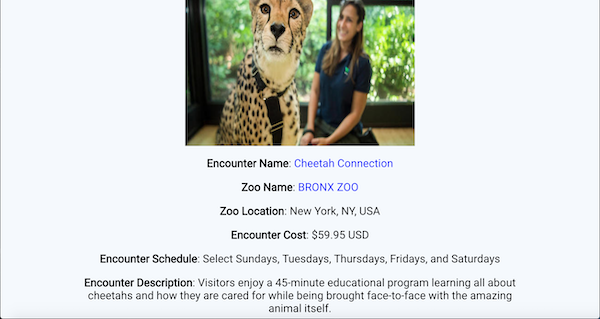 Encounter Name: Cheetah Connection
Zoo Name: BRONX ZOO
Zoo Location: New York, NY, USA
Encounter Cost: $59.95 USD
Encounter Schedule: Select Sundays, Tuesdays, Thursdays, Fridays, and Saturdays
Encounter Description: Visitors enjoy a 45-minute educational program learning all about
cheetahs and how they are cared for while being brought face-to-face with the amazing
animal itself.